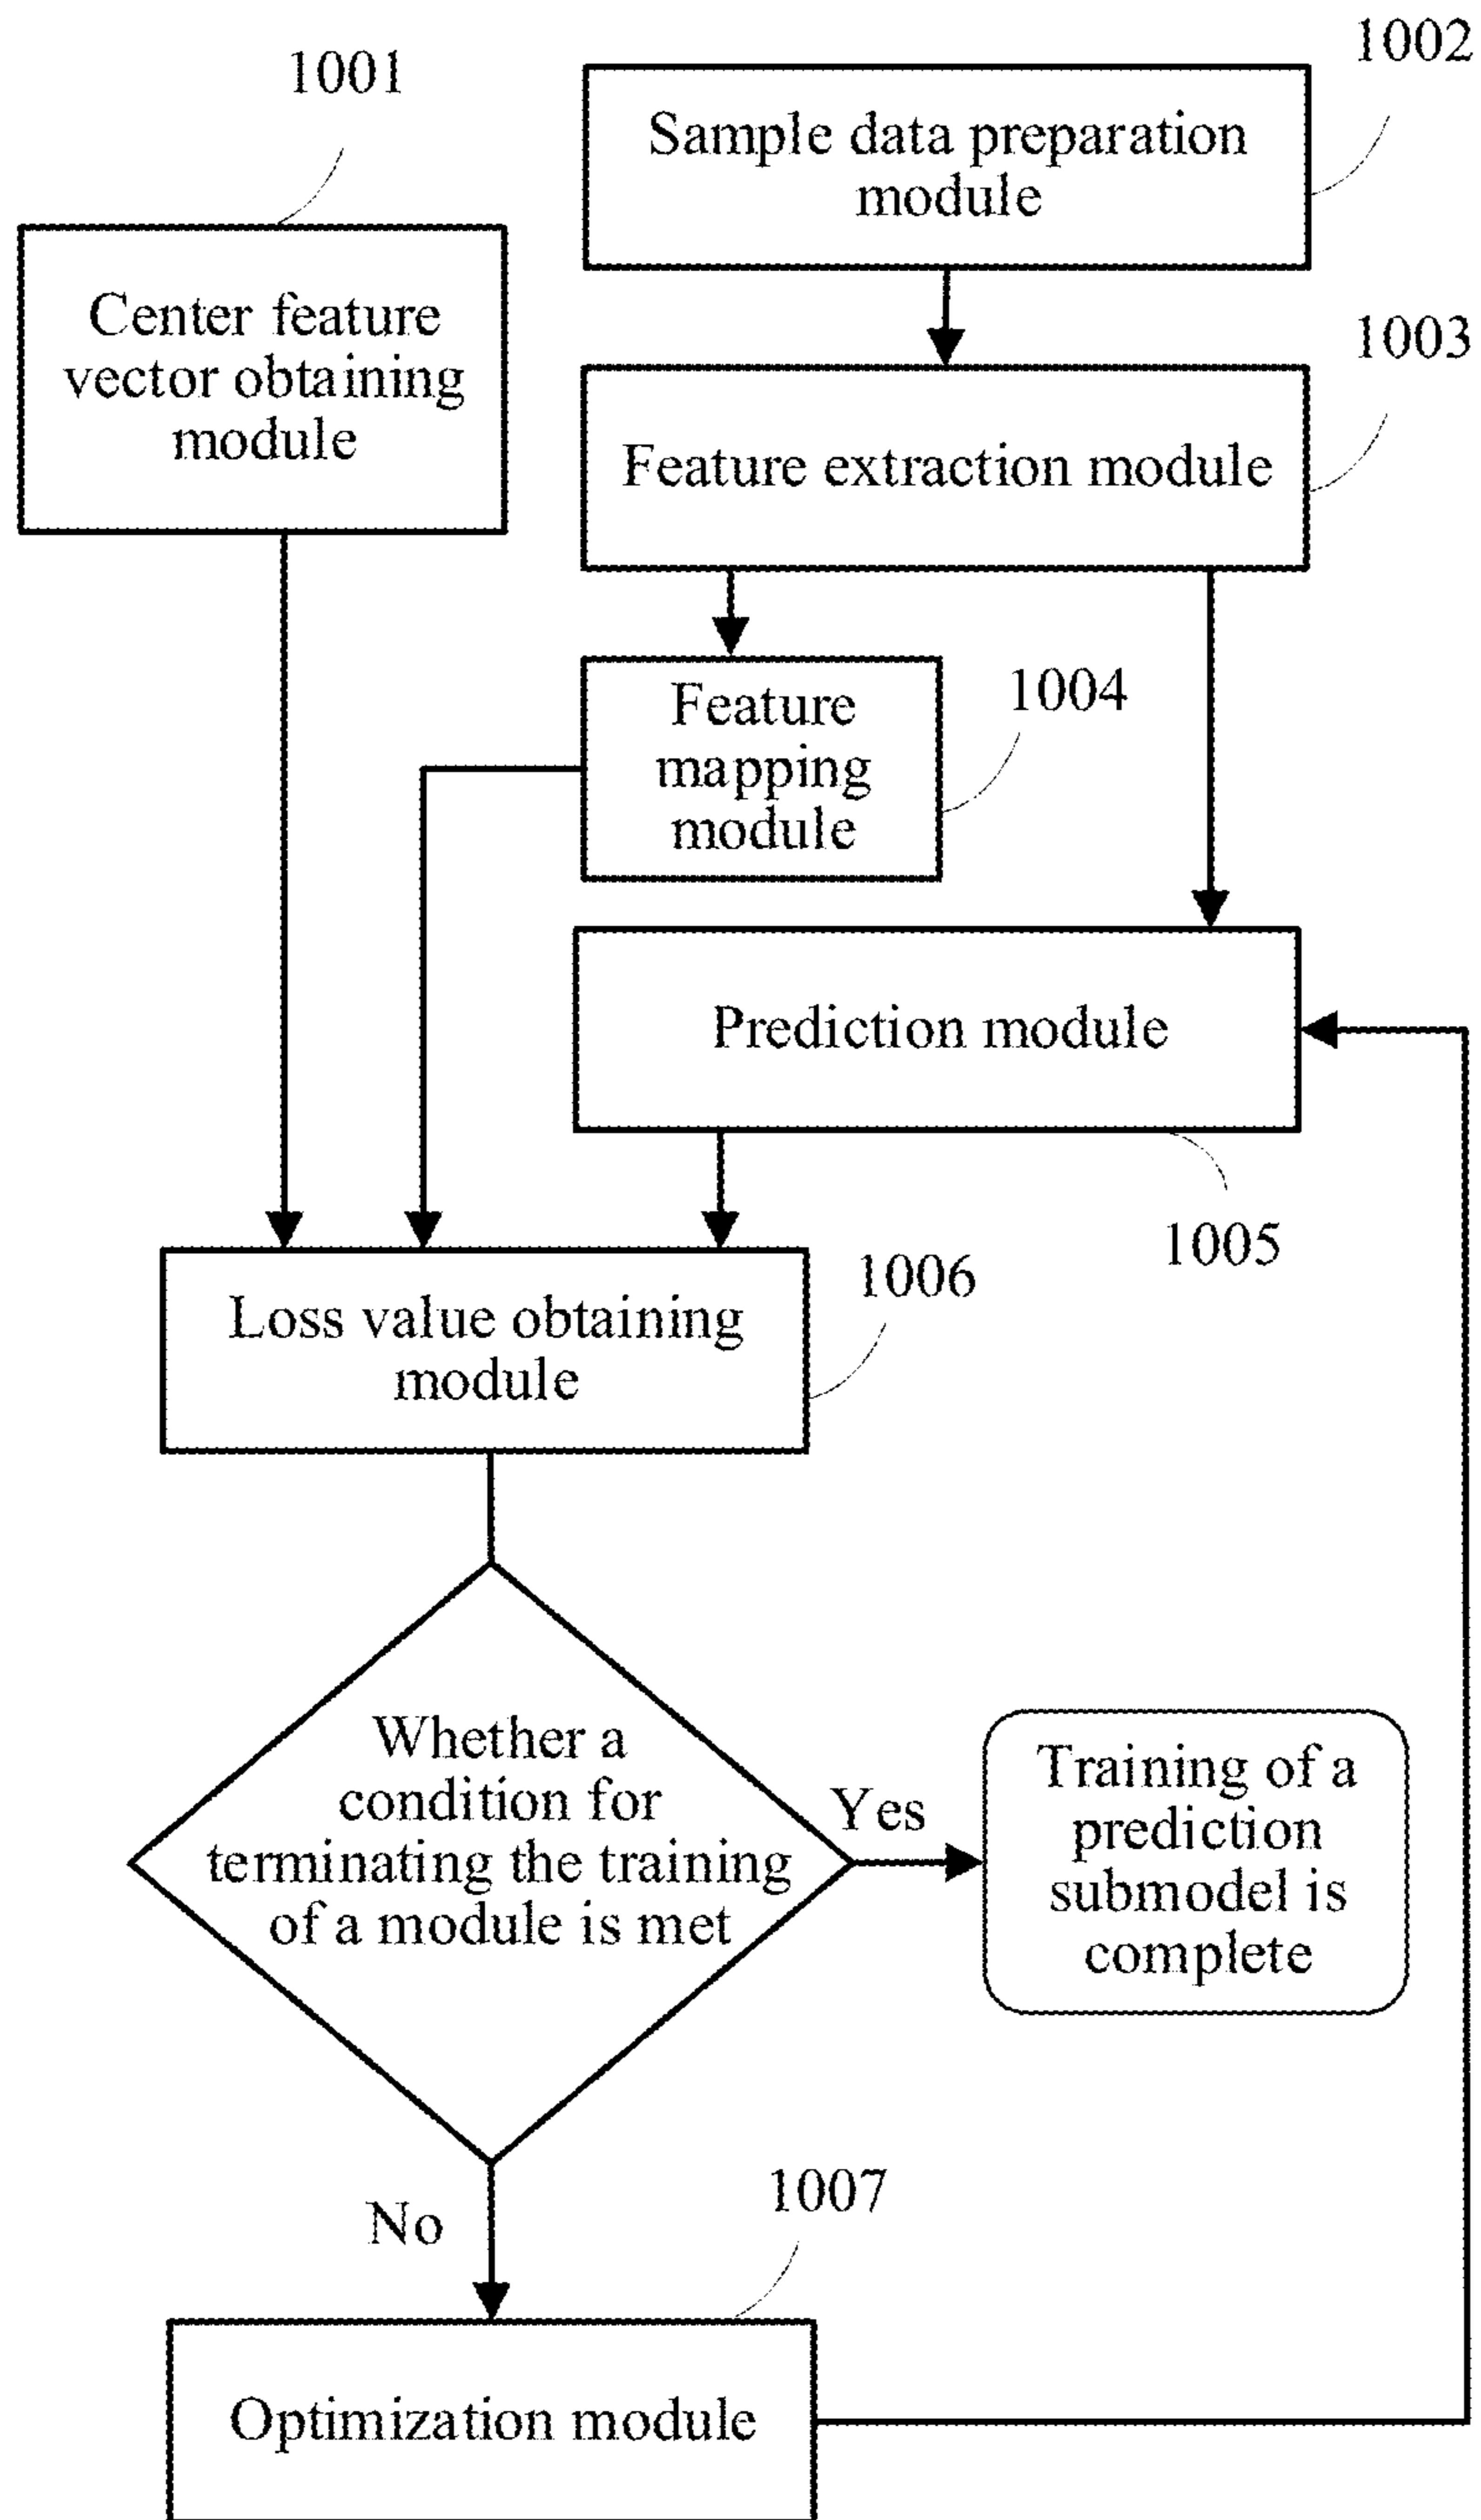 1002
1001
Sample data preparation
module
Center feature
vector obtaining
module
1003
Feature extraction module
1004
Feature
mapping
module
Prediction module
1005
1006
Loss value obtaining
module
Whether a
condition for
terminating the training
of a module is met
Yes
Training of a
prediction
submodel is
complete
No
1007
Optimization module